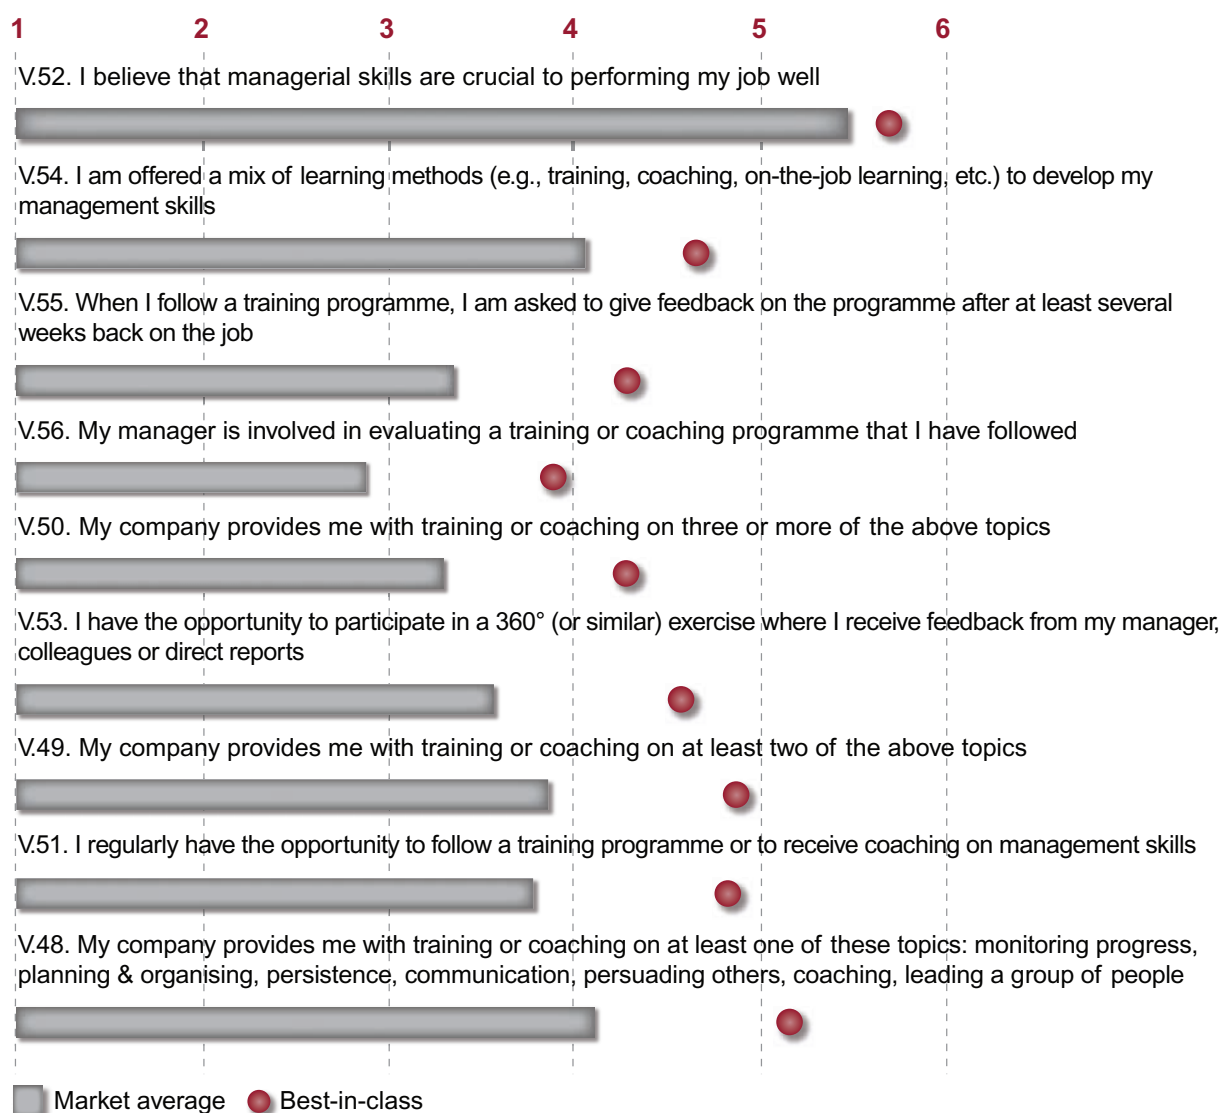 1 2 3 4 5 6
V.52. I believe that managerial skills are crucial to performing my job well
V.54. I am offered a mix of learning methods (e.g., training, coaching, on-the-job learning, etc.) to develop my
management skills
V.55. When I follow a training programme, I am asked to give feedback on the programme after at least several
weeks back on the job
V.56. My manager is involved in evaluating a training or coaching programme that I have followed
V.50. My company provides me with training or coaching on three or more of the above topics
V.53. I have the opportunity to participate in a 360° (or similar) exercise where I receive feedback from my manager,
colleagues or direct reports
V.49. My company provides me with training or coaching on at least two of the above topics
V.51. I regularly have the opportunity to follow a training programme or to receive coaching on management skills
V.48. My company provides me with training or coaching on at least one of these topics: monitoring progress,
planning & organising, persistence, communication, persuading others, coaching, leading a group of people
Market average Best-in-class